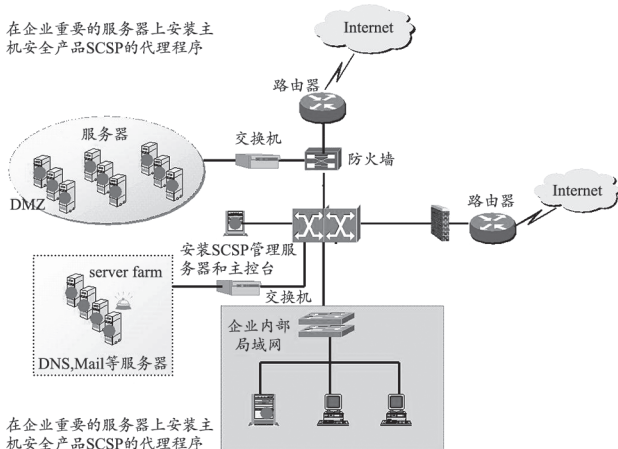 在企业重要的服务器上安装主
机安全产品SCSP的代理程序
Internet
路由器
服务器
交换机
防火墙
DMZ
路由器
Internet
安装SCSP管理服
务器和主控台
server farm
交换机
DNS,Mail等服务器
企业内部
局域网
在企业重要的服务器上安装主
机安全产品SCSP的代理程序